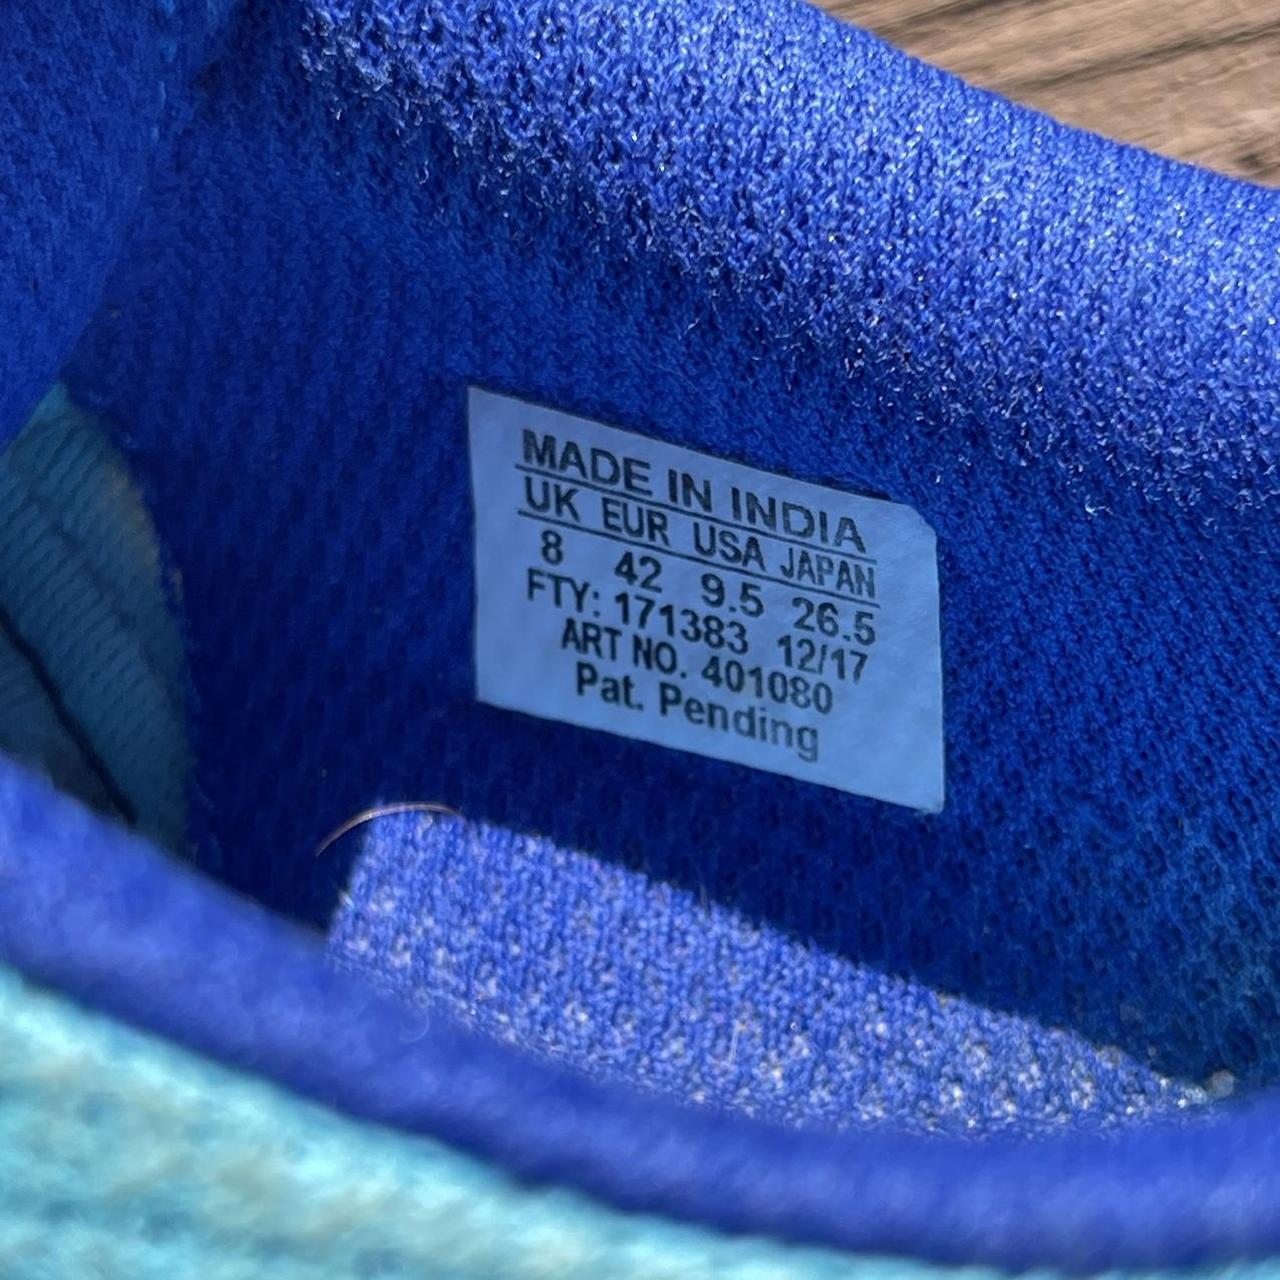 MADE IN INDIA
UK EUR USA JAPAN
8 42 9.5 26.5
FTY: 171383 12/17
ART NO. 401080
Pat. Pending